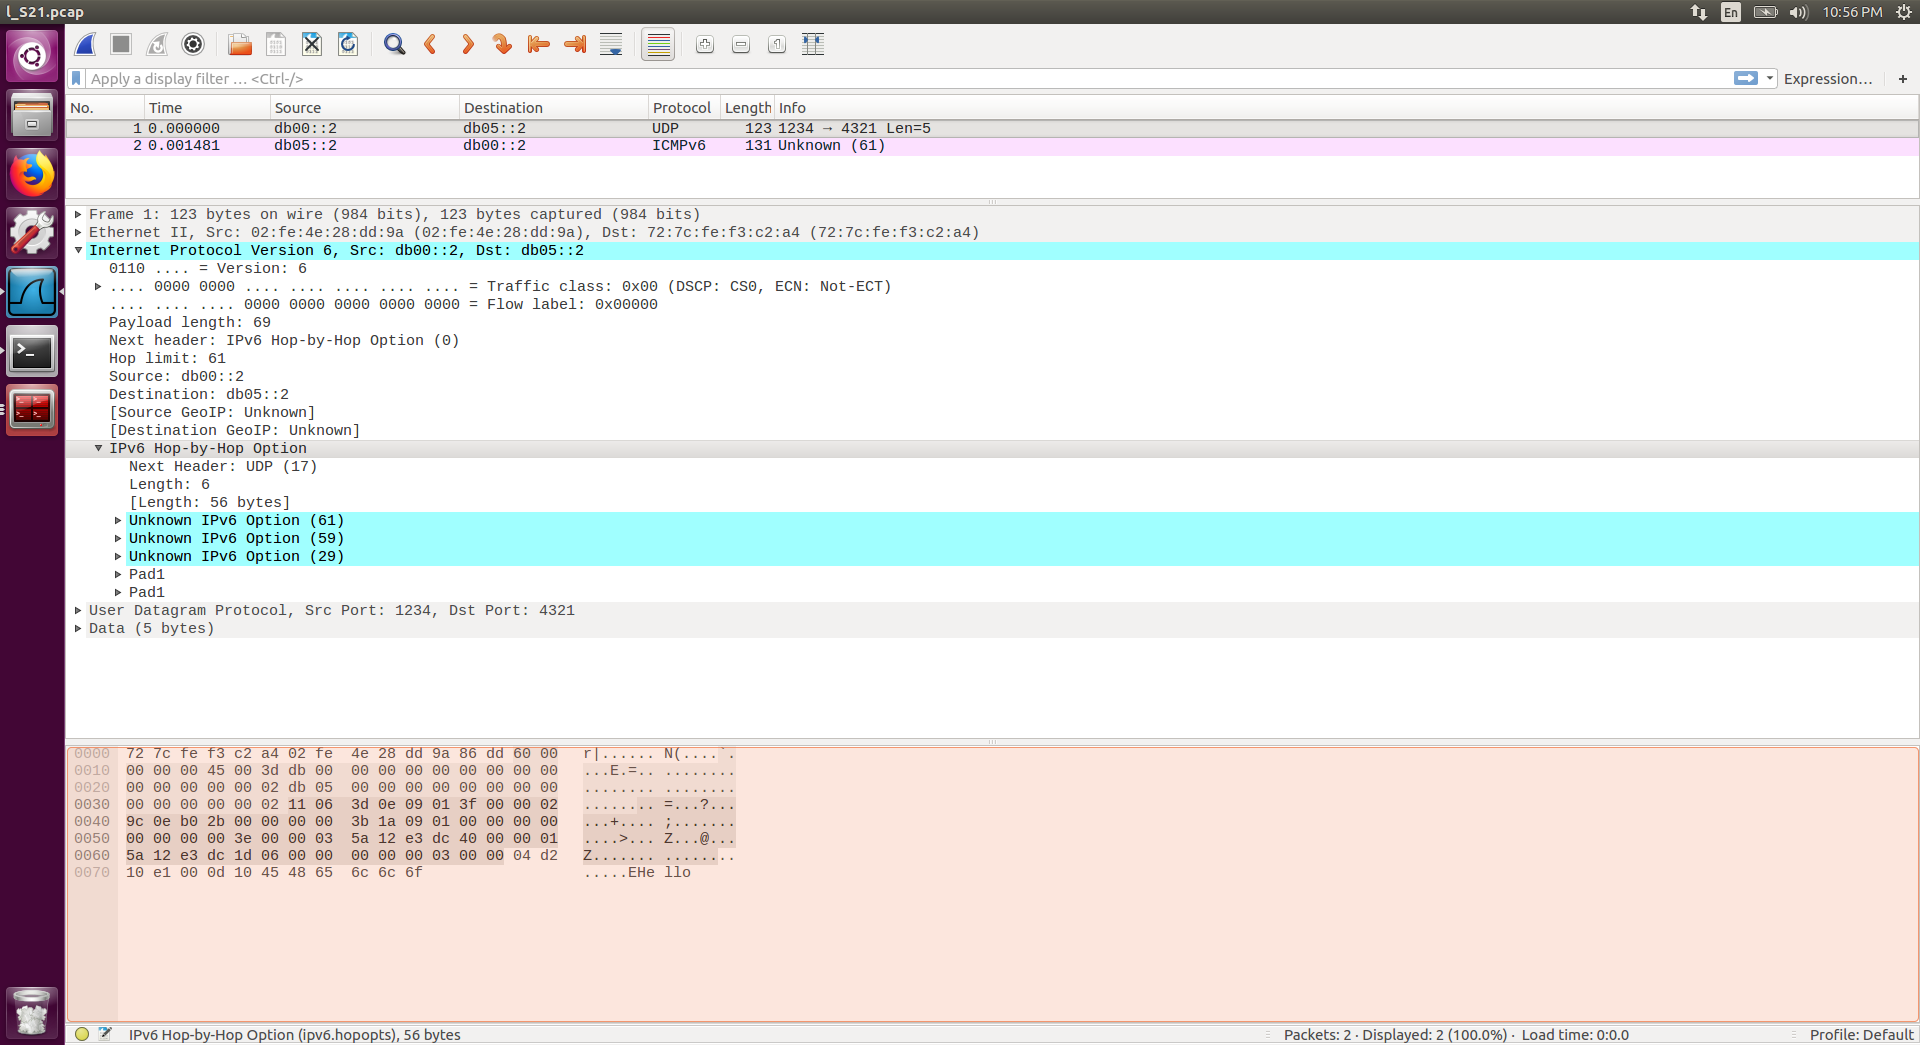 l_S21.pcap
En
10:56 PM
Apply a display filter … <Ctrl-/>
Expression…
+
No. Time Source Destination Protocol Length Info
1 0.000000 db00::2 db05::2 UDP 123 1234 → 4321 Len=5
2 0.001481 db05::2 db00::2 ICMPv6 131 Unknown (61)
Frame 1: 123 bytes on wire (984 bits), 123 bytes captured (984 bits)
Ethernet II, Src: 02:fe:4e:28:dd:9a (02:fe:4e:28:dd:9a), Dst: 72:7c:fe:f3:c2:a4 (72:7c:fe:f3:c2:a4)
Internet Protocol Version 6, Src: db00::2, Dst: db05::2
0110 .... = Version: 6
.... 0000 0000 .... .... .... .... .... = Traffic class: 0x00 (DSCP: CS0, ECN: Not-ECT)
.... .... .... 0000 0000 0000 0000 0000 = Flow label: 0x00000
Payload length: 69
Next header: IPv6 Hop-by-Hop Option (0)
Hop limit: 61
Source: db00::2
Destination: db05::2
[Source GeoIP: Unknown]
[Destination GeoIP: Unknown]
IPv6 Hop-by-Hop Option
Next Header: UDP (17)
Length: 6
[Length: 56 bytes]
Unknown IPv6 Option (61)
Unknown IPv6 Option (59)
Unknown IPv6 Option (29)
Pad1
Pad1
User Datagram Protocol, Src Port: 1234, Dst Port: 4321
Data (5 bytes)
0000 72 7c fe f3 c2 a4 02 fe 4e 28 dd 9a 86 dd 60 00 r|...... N(....`.
0010 00 00 00 45 00 3d db 00 00 00 00 00 00 00 00 00 ...E.=.. ........
0020 00 00 00 00 00 02 db 05 00 00 00 00 00 00 00 00 ........ ........
0030 00 00 00 00 00 02 11 06 3d 0e 09 01 3f 00 00 02 ........ =...?...
0040 9c 0e b0 2b 00 00 00 00 3b 1a 09 01 00 00 00 00 ...+.... ;.......
0050 00 00 00 00 3e 00 00 03 5a 12 e3 dc 40 00 00 01 ....>... Z...@...
0060 5a 12 e3 dc 1d 06 00 00 00 00 00 03 00 00 04 d2 Z....... ........
0070 10 e1 00 0d 10 45 48 65 6c 6c 6f .....EHe llo
IPv6 Hop-by-Hop Option (ipv6.hopopts), 56 bytes
Packets: 2 · Displayed: 2 (100.0%) · Load time: 0:0.0
Profile: Default